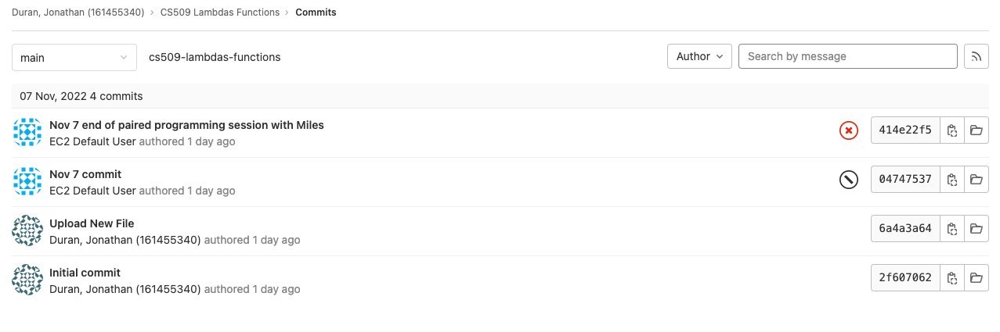 Duran, Jonathan (161455340) › CS509 Lambdas Functions › Commits
main
cs509-lambdas-functions
Author
Search by message
07 Nov, 2022 4 commits
Nov 7 end of paired programming session with Miles
EC2 Default User authored 1 day ago
414e22f5
Nov 7 commit
EC2 Default User authored 1 day ago
04747537
Upload New File
Duran, Jonathan (161455340) authored 1 day ago
6a4a3a64
Initial commit
Duran, Jonathan (161455340) authored 1 day ago
2f607062